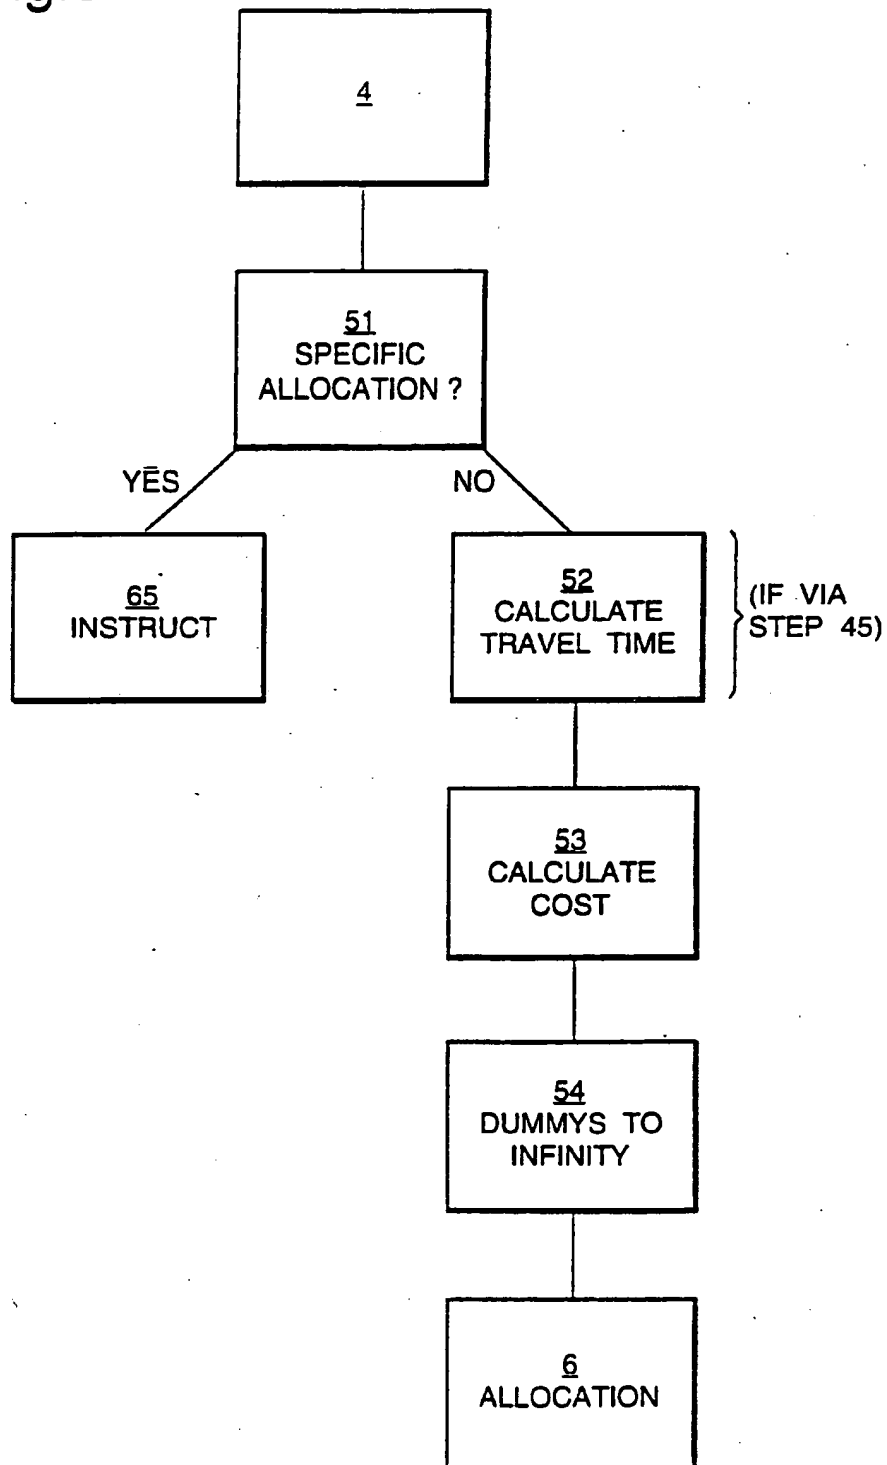 4
51
SPECIFIC
ALLOCATION ?
YES
NO
65
INSTRUCT
52
CALCULATE
TRAVEL TIME
(IF VIA
STEP 45)
53
CALCULATE
COST
54
DUMMYS TO
INFINITY
6
ALLOCATION